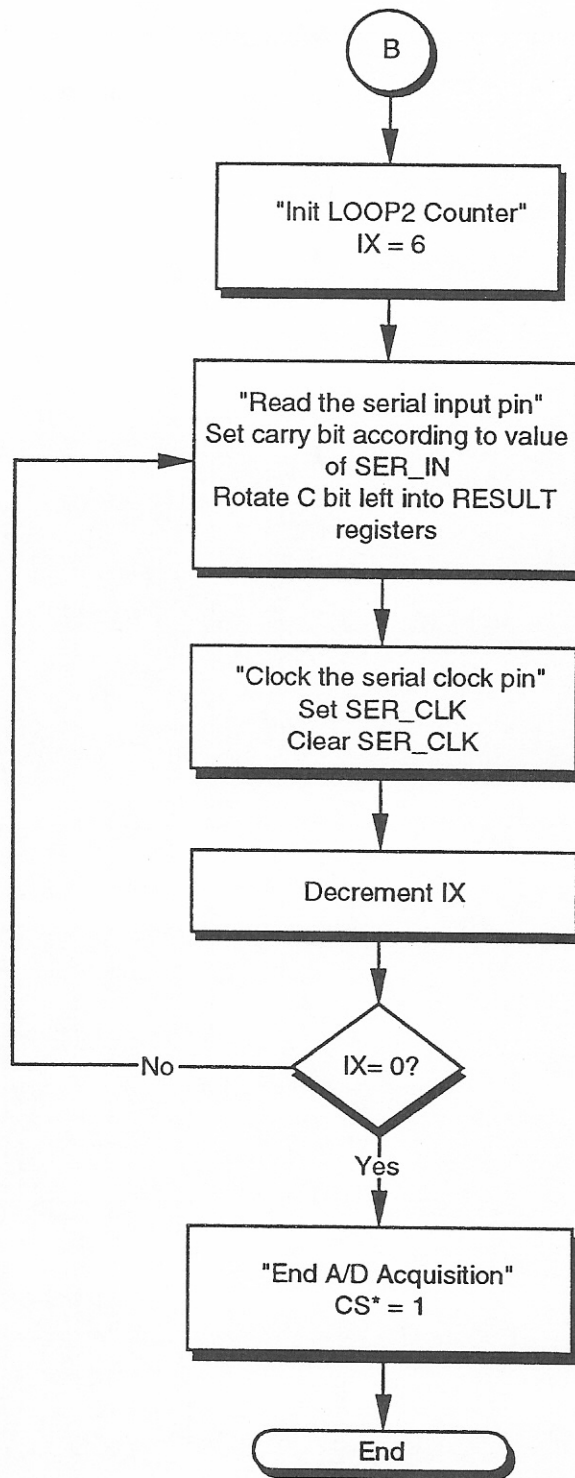 B
"Init LOOP2 Counter"
IX = 6
"Read the serial input pin"
Set carry bit according to value
of SER_IN
Rotate C bit left into RESULT
registers
"Clock the serial clock pin"
Set SER_CLK
Clear SER_CLK
Decrement IX
IX= 0?
No
Yes
"End A/D Acquisition"
CS* = 1
End